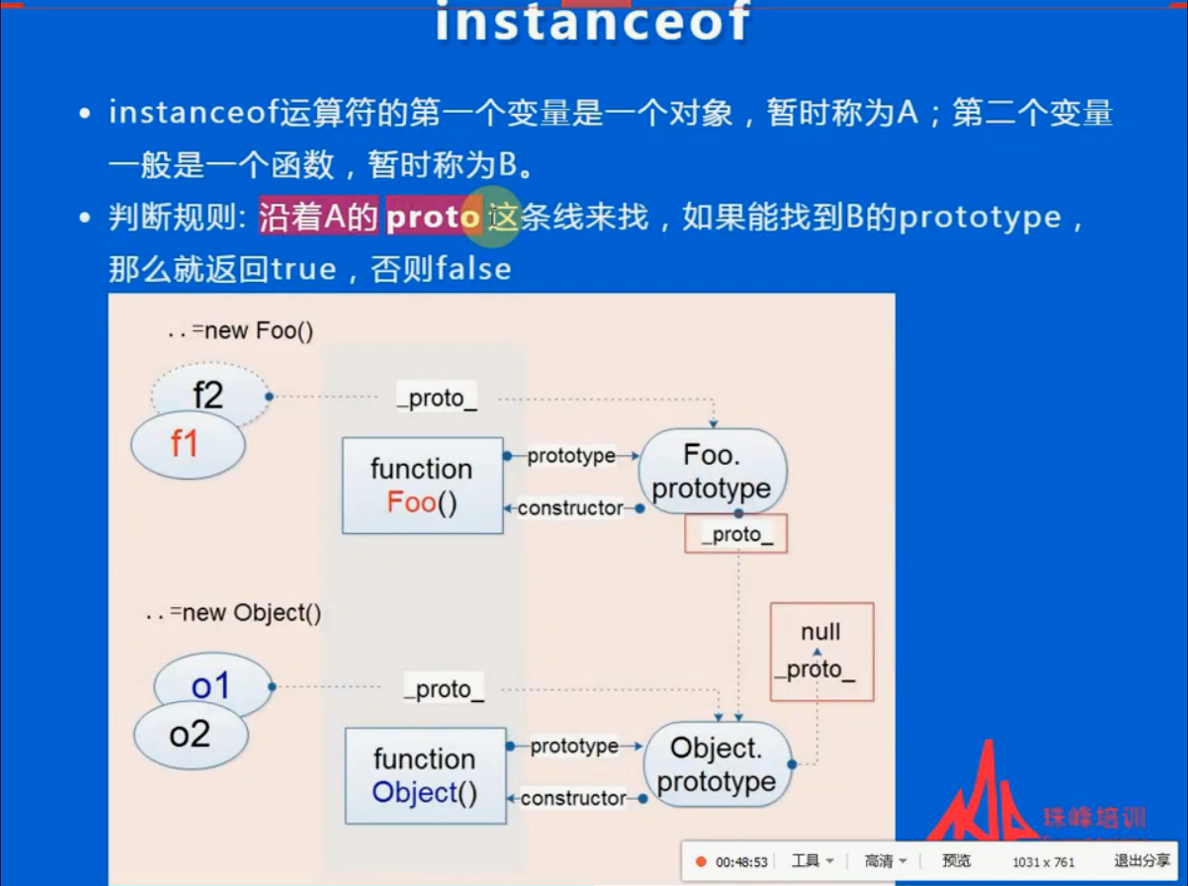 instanceof
• instanceof运算符的第一个变量是一个对象，暂时称为A；第二个变量
一般是一个函数，暂时称为B。
• 判断规则: 沿着A的 proto 这条线来找，如果能找到B的prototype，
那么就返回true，否则false
..=new Foo()
f2
_proto_
f1
function
Foo()
prototype
constructor
Foo.
prototype
_proto_
..=new Object()
null
_proto_
o1
_proto_
o2
function
Object()
prototype
constructor
Object.
prototype
珠峰培训
00:48:53 工具 高清 预览 1031 x 761 退出分享